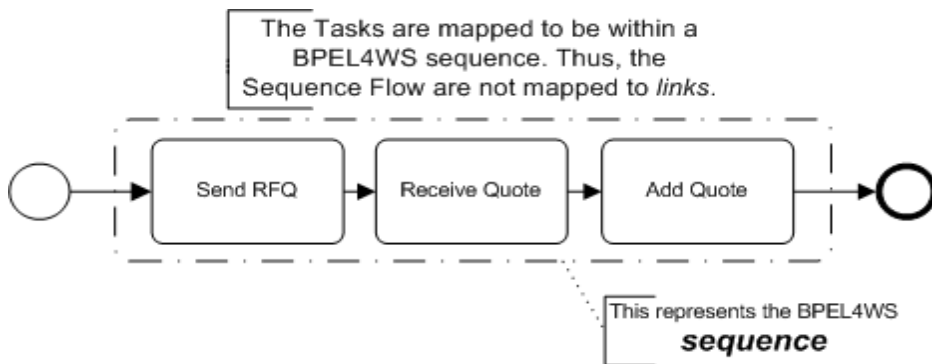 The Tasks are mapped to be within a
BPEL4WS sequence. Thus, the
Sequence Flow are not mapped to links.
Send RFQ
Receive Quote
Add Quote
This represents the BPEL4WS
sequence